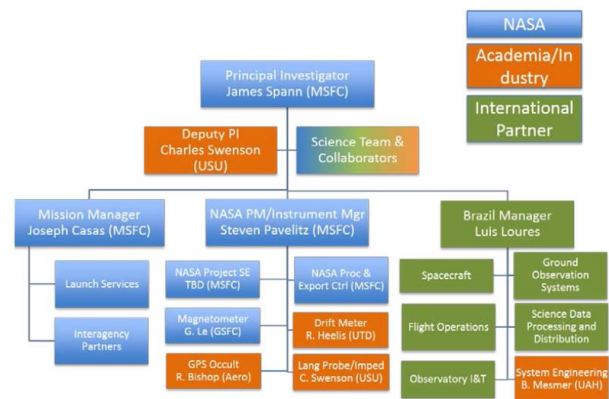 NASA
Academia/In
dustry
International
Partner
Principal Investigator
James Spann (MSFC)
Deputy PI
Charles Swenson
(USU)
Science Team &
Collaborators
Mission Manager
Joseph Casas (MSFC)
NASA PM/Instrument Mgr
Steven Pavelitz (MSFC)
Brazil Manager
Luis Loures
Launch Services
Interagency
Partners
NASA Project SE
TBD (MSFC)
NASA Proc &
Export Ctrl (MSFC)
Magnetometer
G. Le (GSFC)
Drift Meter
R. Heelis (UTD)
GPS Occult
R. Bishop (Aero)
Lang Probe/Imped
C. Swenson (USU)
Spacecraft
Ground
Observation
Systems
Flight Operations
Science Data
Processing and
Distribution
Observatory I&T
System Engineering
B. Mesmer (UAH)